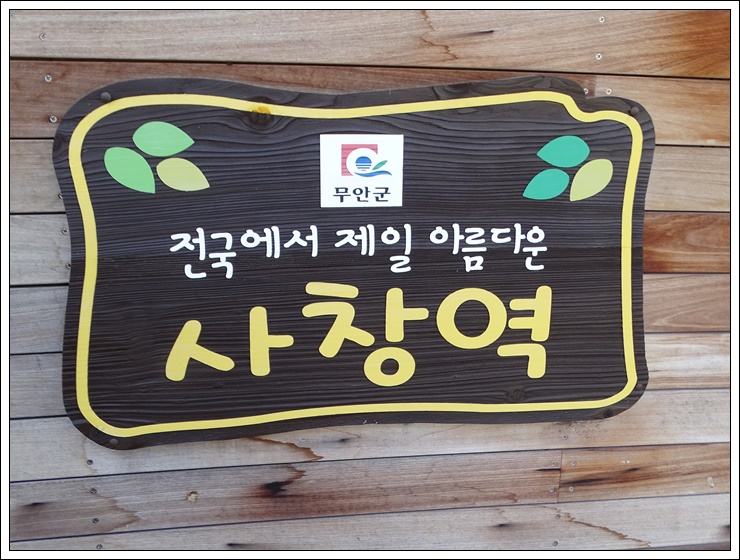 무안군
전국에서 제일 아름다운
사창역